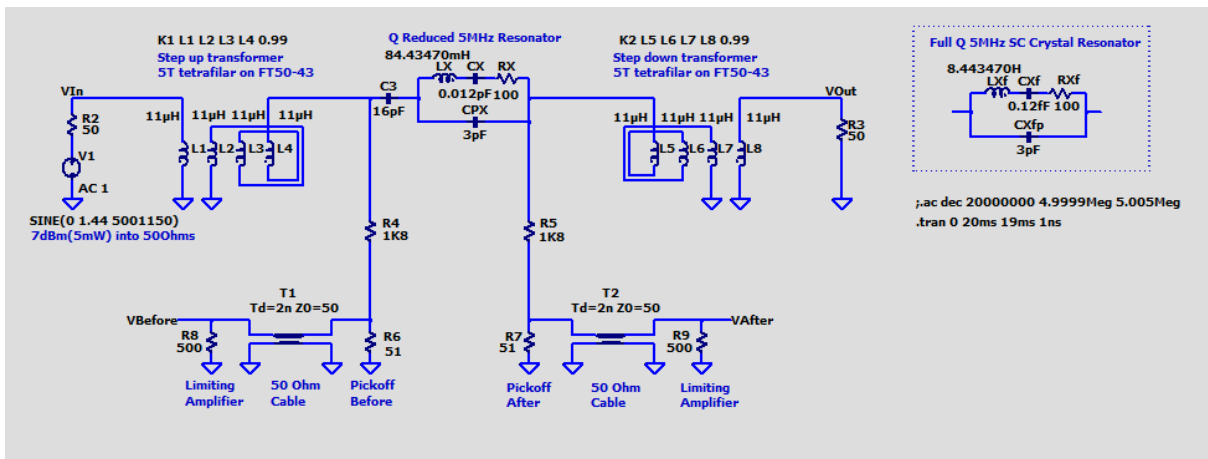 K1 L1 L2 L3 L4 0.99
Step up transformer
5T tetrafilar on FT50-43
Q Reduced 5MHz Resonator
84.43470mH
LX
CX
RX
0.012pF
100
CPX
3pF
C3
16pF
K2 L5 L6 L7 L8 0.99
Step down transformer
5T tetrafilar on FT50-43
Full Q 5MHz SC Crystal Resonator
8.443470H
LXf
CXf
RXf
0.12fF
100
CXfp
3pF
VIn
R2
50
V1
AC 1
SINE(0 1.44 5001150)
7dBm(5mW) into 50Ohms
11µH
11µH
11µH
11µH
L1
L2
L3
L4
11µH
11µH
11µH
11µH
L5
L6
L7
L8
VOut
R3
50
;.ac dec 20000000 4.9999Meg 5.005Meg
.tran 0 20ms 19ms 1ns
R4
1K8
R5
1K8
T1
Td=2n Z0=50
T2
Td=2n Z0=50
VBefore
VAfter
R8
500
R6
51
R7
51
R9
500
Limiting
Amplifier
50 Ohm
Cable
Pickoff
Before
Pickoff
After
50 Ohm
Cable
Limiting
Amplifier